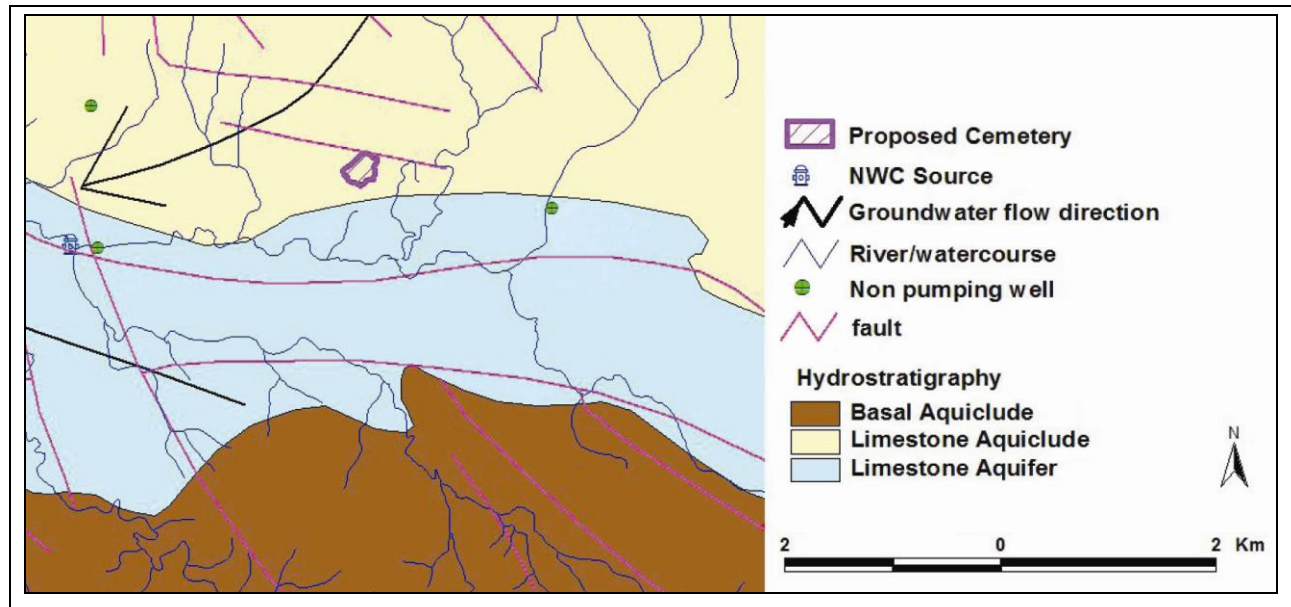 Proposed Cemetery
NWC Source
Groundwater flow direction
River/watercourse
Non pumping well
fault
Hydrostratigraphy
Basal Aquiclude
Limestone Aquiclude
Limestone Aquifer
N
2 0 2 Km